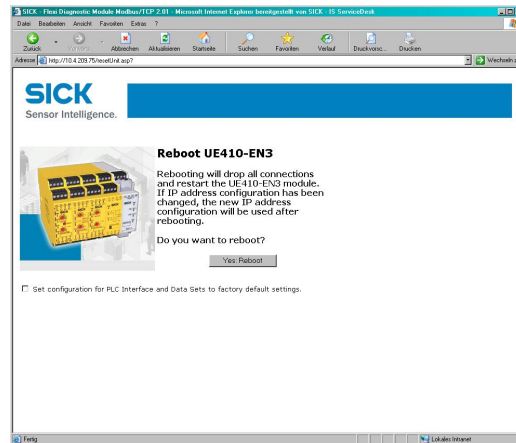 SICK - Flexi Diagnostic Module Modbus/TCP 2.01 - Microsoft Internet Explorer bereitgestellt von SICK - IS ServiceDesk
Datei Bearbeiten Ansicht Favoriten Extras ?
Zurück Vorwärts Abbrechen Aktualisieren Startseite Suchen Favoriten Verlauf Druckvorsc... Drucken
Adresse http://10.4.209.75/resetUnit.asp? Wechseln z
SICK
Sensor Intelligence.
Reboot UE410-EN3
Rebooting will drop all connections
and restart the UE410-EN3 module.
If IP address configuration has been
changed, the new IP address
configuration will be used after
rebooting.
Do you want to reboot?
Yes: Reboot
Set configuration for PLC Interface and Data Sets to factory default settings.
Fertig Lokales Intranet